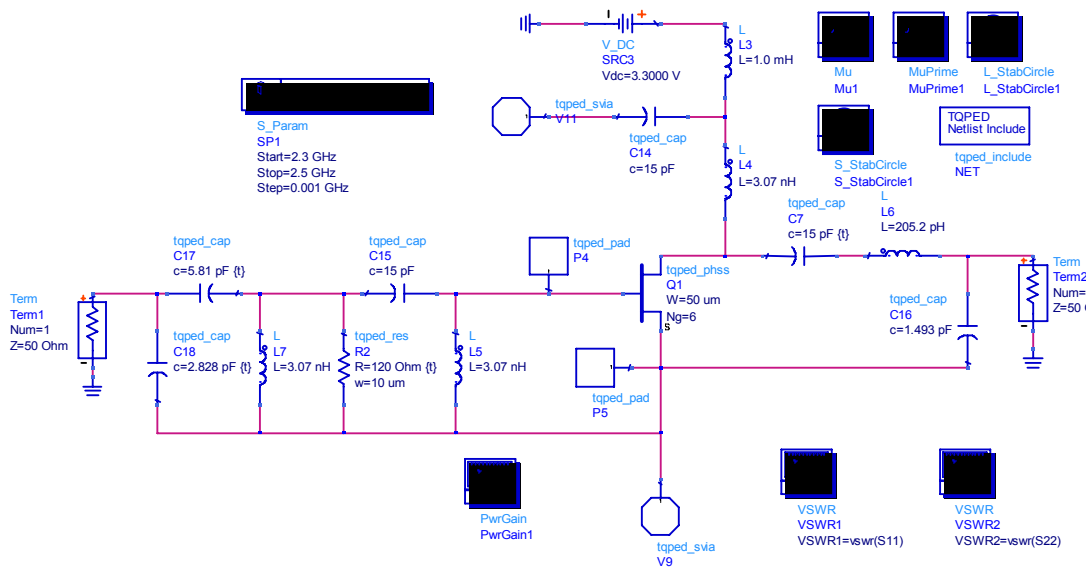 V_DC
SRC3
Vdc=3.3000 V
L
L3
L=1.0 mH
Mu
Mu1
MuPrime
MuPrime1
L_StabCircle
L_StabCircle1
S_Param
SP1
Start=2.3 GHz
Stop=2.5 GHz
Step=0.001 GHz
tqped_svia
V11
tqped_cap
C14
c=15 pF
L
L4
L=3.07 nH
S_StabCircle
S_StabCircle1
TQPED
Netlist Include
tqped_include
NET
tqped_cap
C17
c=5.81 pF {t}
tqped_cap
C15
c=15 pF
tqped_pad
P4
tqped_phss
Q1
W=50 um
Ng=6
S
tqped_cap
C7
c=15 pF {t}
L
L6
L=205.2 pH
Term
Term1
Num=1
Z=50 Ohm
tqped_cap
C18
c=2.828 pF {t}
L
L7
L=3.07 nH
tqped_res
R2
R=120 Ohm {t}
w=10 um
L
L5
L=3.07 nH
tqped_pad
P5
tqped_cap
C16
c=1.493 pF
Term
Term2
Num=
Z=50
PwrGain
PwrGain1
tqped_svia
V9
VSWR
VSWR1
VSWR1=vswr(S11)
VSWR
VSWR2
VSWR2=vswr(S22)